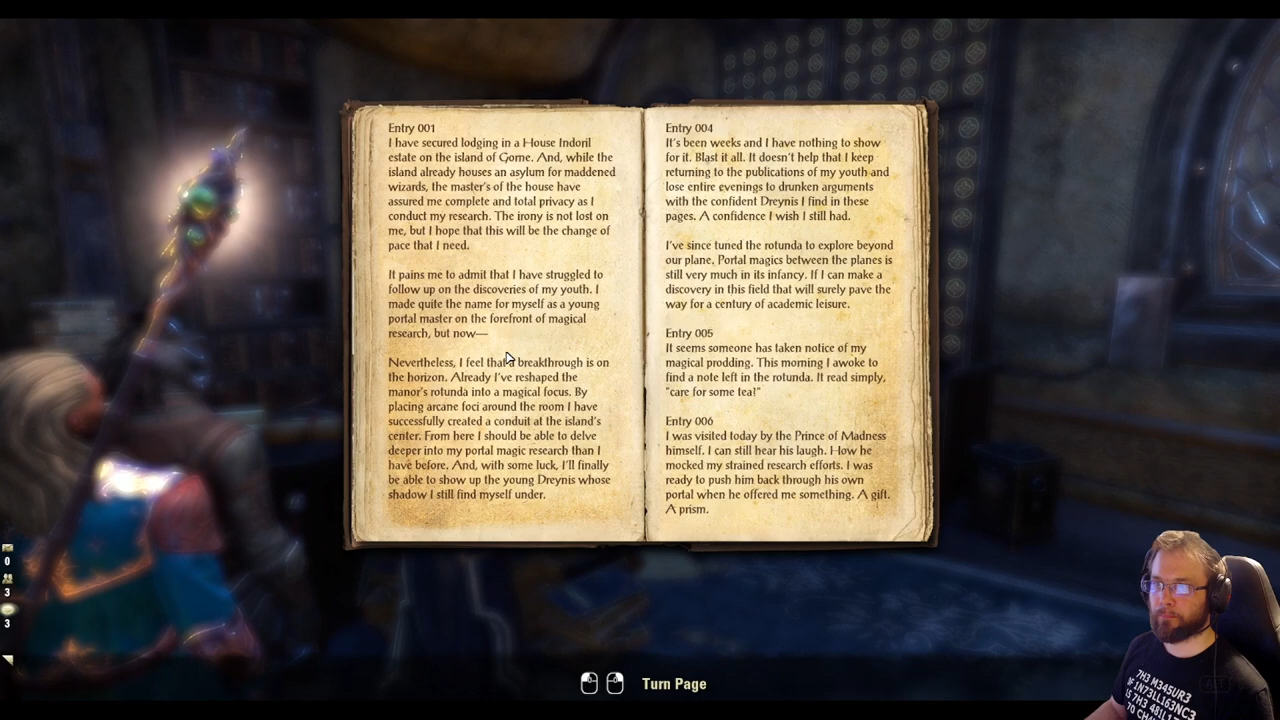 Entry 001
I have secured lodging in a House Indoril
estate on the island of Gorne. And, while the
island already houses an asylum for maddened
wizards, the master's of the house have
assured me complete and total privacy as I
conduct my research. The irony is not lost on
me, but I hope that this will be the change of
pace that I need.
It pains me to admit that I have struggled to
follow up on the discoveries of my youth. I
made quite the name for myself as a young
portal master on the forefront of magical
research, but now—
Nevertheless, I feel that a breakthrough is on
the horizon. Already I've reshaped the
manor's rotunda into a magical focus. By
placing arcane foci around the room I have
successfully created a conduit at the island's
center. From here I should be able to delve
deeper into my portal magic research than I
have before. And, with some luck, I'll finally
be able to show up the young Dreynis whose
shadow I still find myself under.
Entry 004
It's been weeks and I have nothing to show
for it. Blast it all. It doesn't help that I keep
returning to the publications of my youth and
lose entire evenings to drunken arguments
with the confident Dreynis I find in these
pages. A confidence I wish I still had.
I've since tuned the rotunda to explore beyond
our plane. Portal magics between the planes is
still very much in its infancy. If I can make a
discovery in this field that will surely pave the
way for a century of academic leisure.
Entry 005
It seems someone has taken notice of my
magical prodding. This morning I awoke to
find a note left in the rotunda. It read simply,
"care for some tea?"
Entry 006
I was visited today by the Prince of Madness
himself. I can still hear his laugh. How he
mocked my strained research efforts. I was
ready to push him back through his own
portal when he offered me something. A gift.
A prism.
0
3
3
Turn Page
7H3 M345UR3
0F 1N73LL163NC3
15 7H3 481L17
70 CH